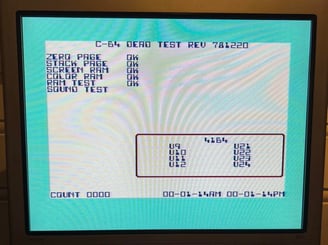 C-64 DEAD TEST REV 781220
ZERO PAGE OK
STACK PAGE OK
SCREEN RAM OK
COLOR RAM OK
RAM TEST OK
SOUND TEST
4164
U9 U21
U10 U22
U11 U23
U12 U24
COUNT 0000 00-01-14AM 00-01-14PM